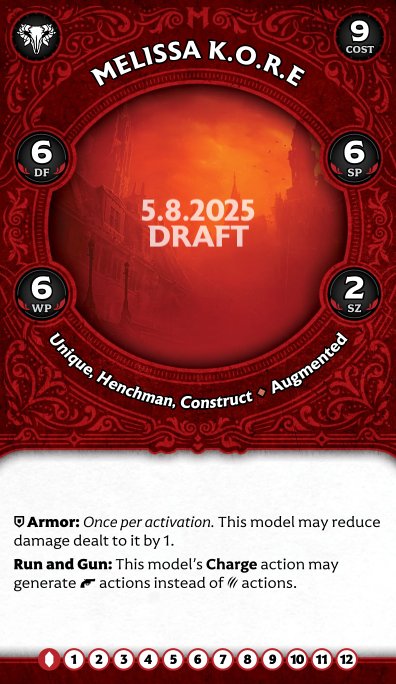 MELISSA K.O.R.E
9
COST
6
DF
6
SP
5.8.2025
DRAFT
6
WP
2
SZ
Unique, Henchman, Construct ♦ Augmented
Armor: Once per activation. This model may reduce
damage dealt to it by 1.
Run and Gun: This model's Charge action may
generate actions instead of actions.
1 2 3 4 5 6 7 8 9 10 11 12